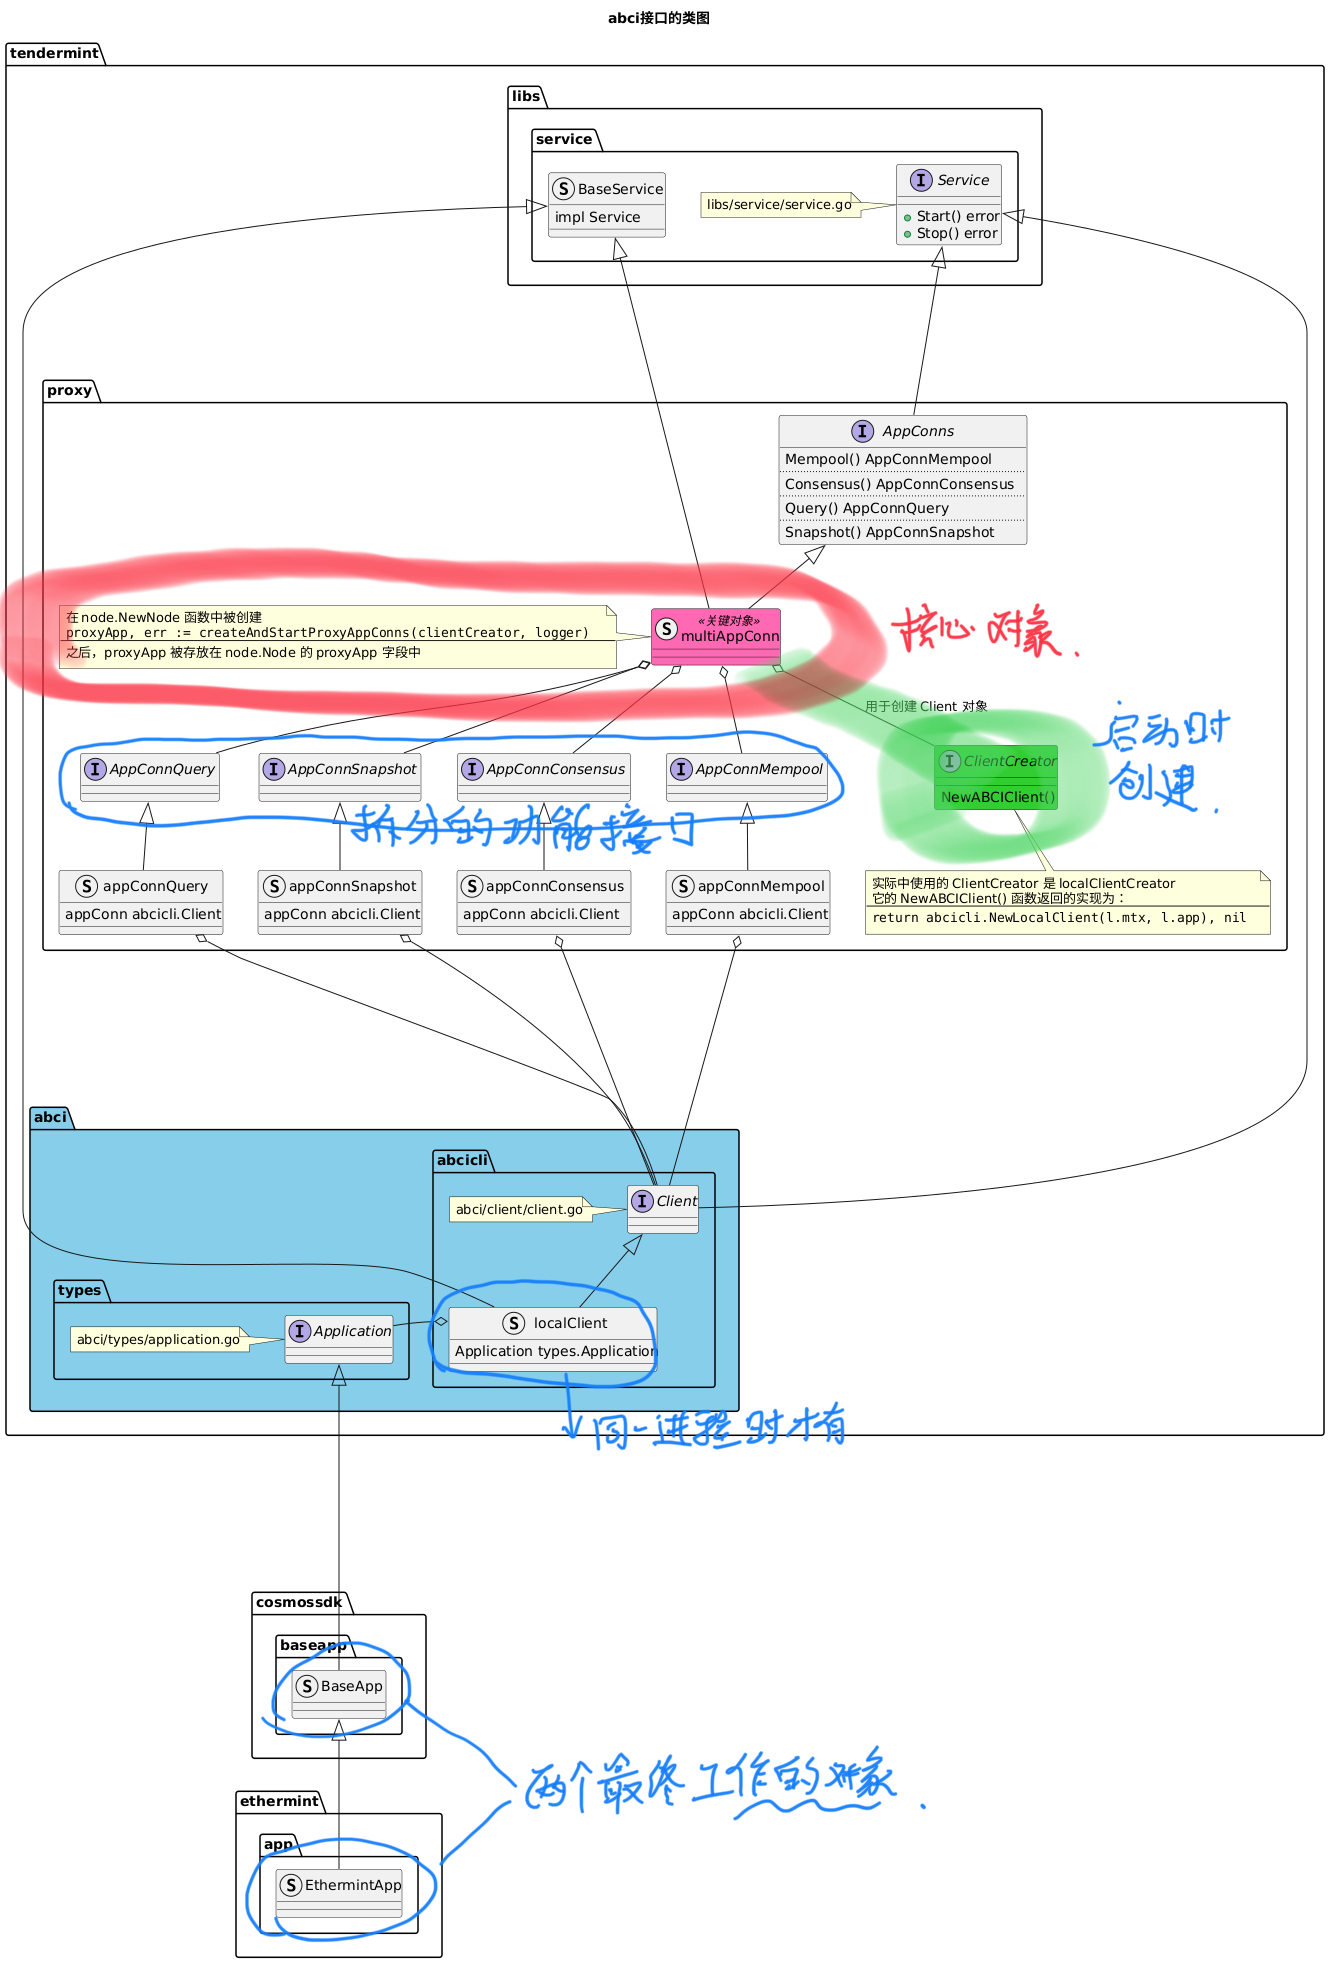 abci接口的类图
tendermint
libs
service
S BaseService
impl Service
libs/service/service.go
I Service
Start() error
Stop() error
proxy
I AppConns
Mempool() AppConnMempool
Consensus() AppConnConsensus
Query() AppConnQuery
Snapshot() AppConnSnapshot
在 node.NewNode 函数中被创建
proxyApp, err := createAndStartProxyAppConns(clientCreator, logger)
之后，proxyApp 被存放在 node.Node 的 proxyApp 字段中
S «关键对象»
multiAppConn
核心对象.
用于创建 Client 对象
启动时
创建.
I AppConnQuery
I AppConnSnapshot
I AppConnConsensus
I AppConnMempool
I ClientCreator
NewABCIClient()
拆分的功能接口
S appConnQuery
appConn abcicli.Client
S appConnSnapshot
appConn abcicli.Client
S appConnConsensus
appConn abcicli.Client
S appConnMempool
appConn abcicli.Client
实际中使用的 ClientCreator 是 localClientCreator
它的 NewABCIClient() 函数返回的实现为：
return abcicli.NewLocalClient(l.mtx, l.app), nil
abci
abcicli
abci/client/client.go
I Client
types
abci/types/application.go
I Application
S localClient
Application types.Application
同一进程时才有
cosmossdk
baseapp
S BaseApp
两个最终工作的对象.
ethermint
app
S EthermintApp